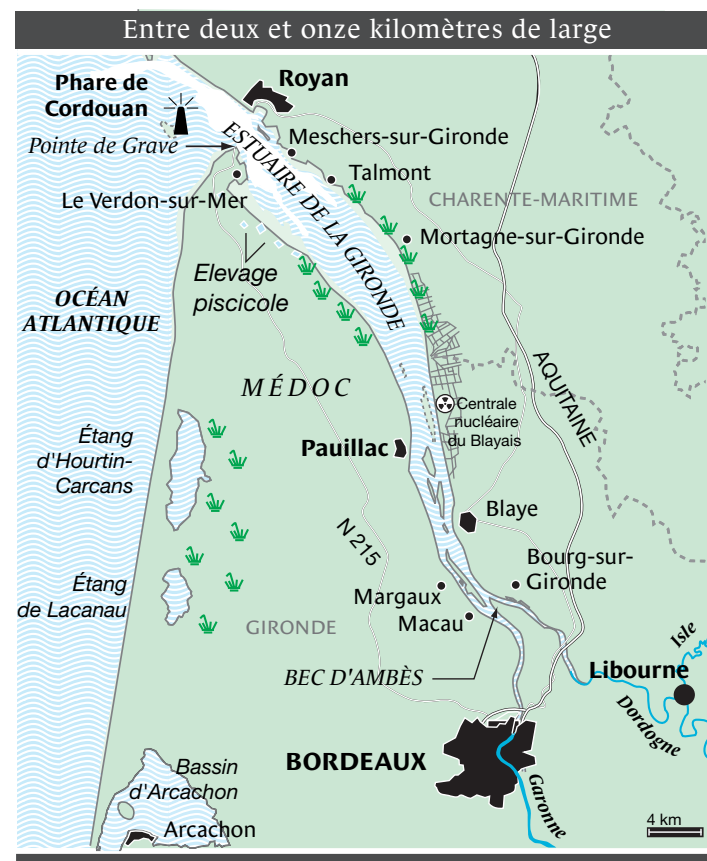 Entre deux et onze kilomètres de large
Phare de
Cordouan
Royan
Pointe de Grave
Meschers-sur-Gironde
Talmont
Le Verdon-sur-Mer
ESTUAIRE DE LA GIRONDE
CHARENTE-MARITIME
Mortagne-sur-Gironde
Elevage
piscicole
OCÉAN
ATLANTIQUE
MÉDOC
AQUITAINE
Centrale
nucléaire
du Blayais
Étang
d'Hourtin-
Carcans
Pauillac
Blaye
N 215
Bourg-sur-
Gironde
Étang
de Lacanau
Margaux
Macau
GIRONDE
BEC D'AMBÈS
Libourne
Isle
Dordogne
BORDEAUX
Bassin
d'Arcachon
Garonne
Arcachon
4 km